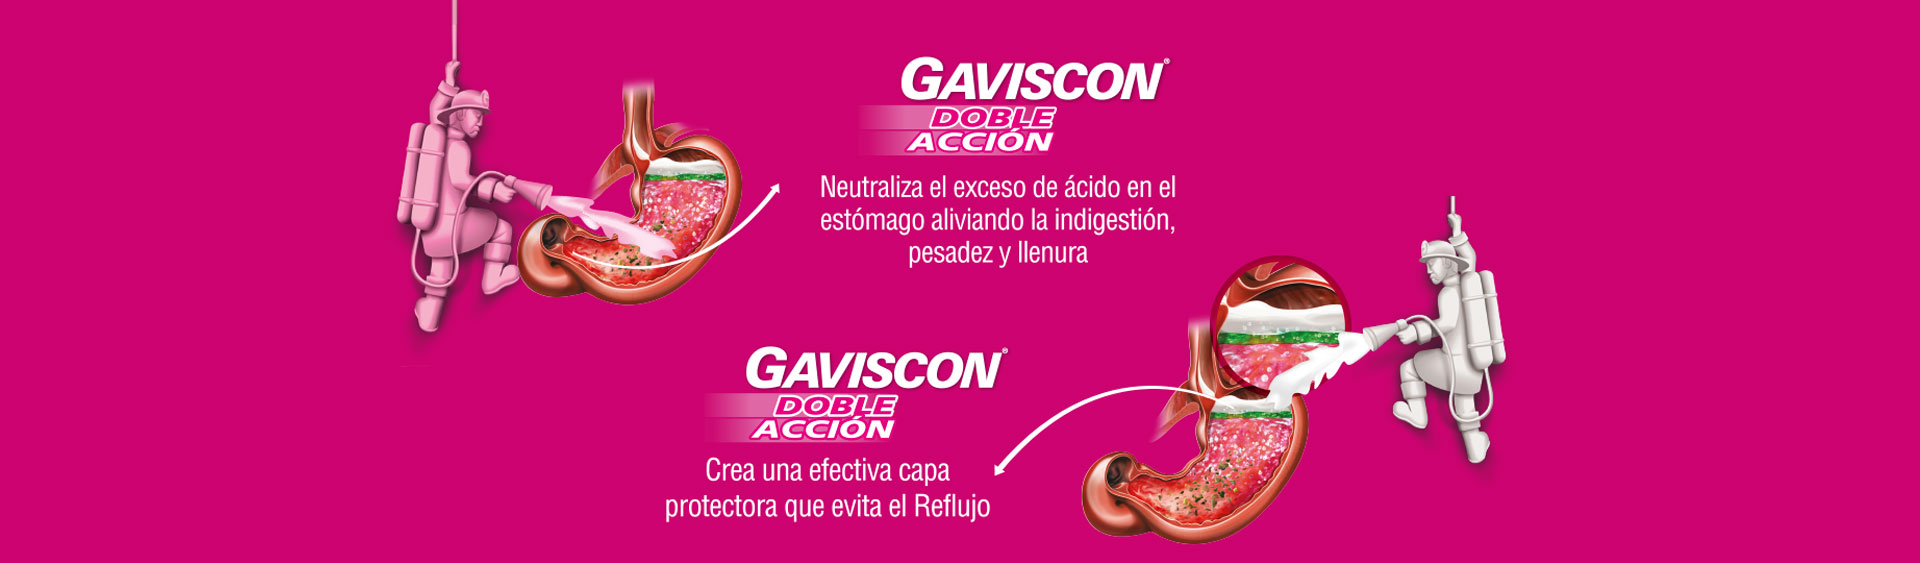 GAVISCON®
DOBLE
ACCIÓN
Neutraliza el exceso de ácido en el
estómago aliviando la indigestión,
pesadez y llenura
GAVISCON®
DOBLE
ACCIÓN
Crea una efectiva capa
protectora que evita el Reflujo